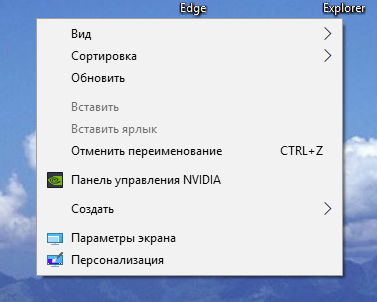 Edge Explorer
Вид
Сортировка
Обновить
Вставить
Вставить ярлык
Отменить переименование CTRL+Z
Панель управления NVIDIA
Создать
Параметры экрана
Персонализация